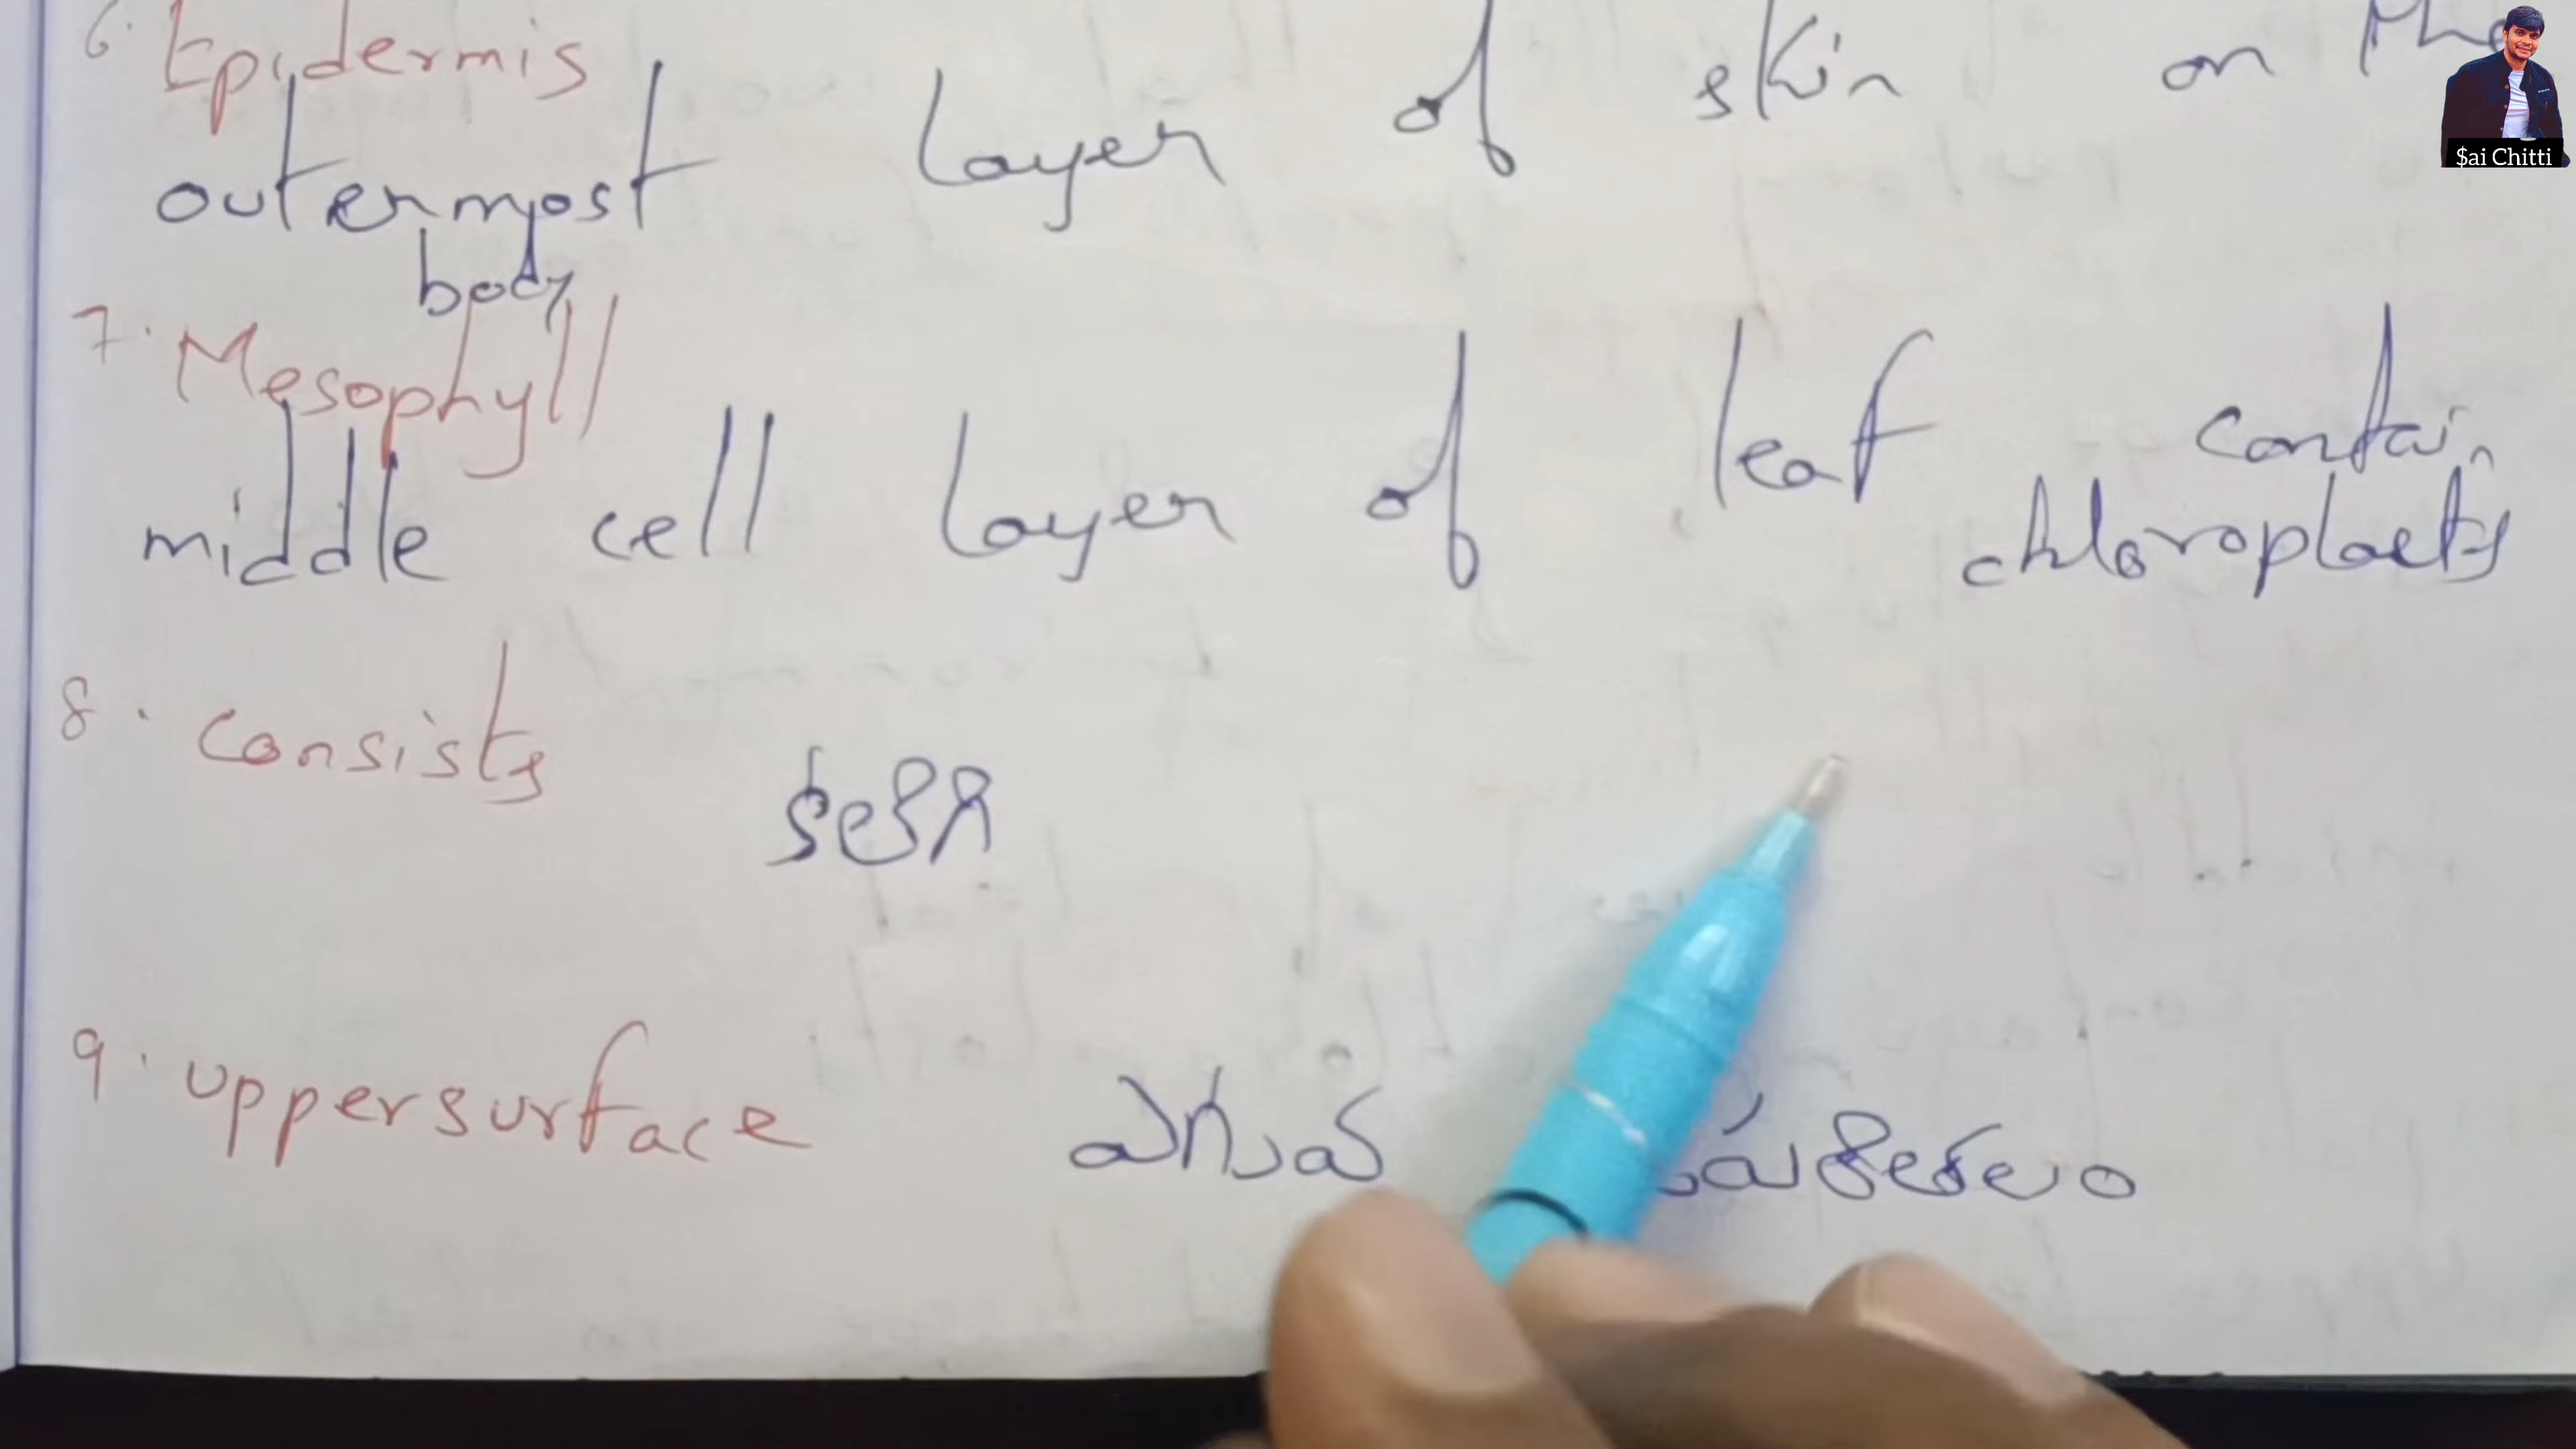 6. Epidermis
outermost layer of skin on the
body
7. Mesophyll
middle cell layer of leaf contain
chloroplasts
8. consists కలిగి
9. uppersurface ఎగువ
$ai Chitti